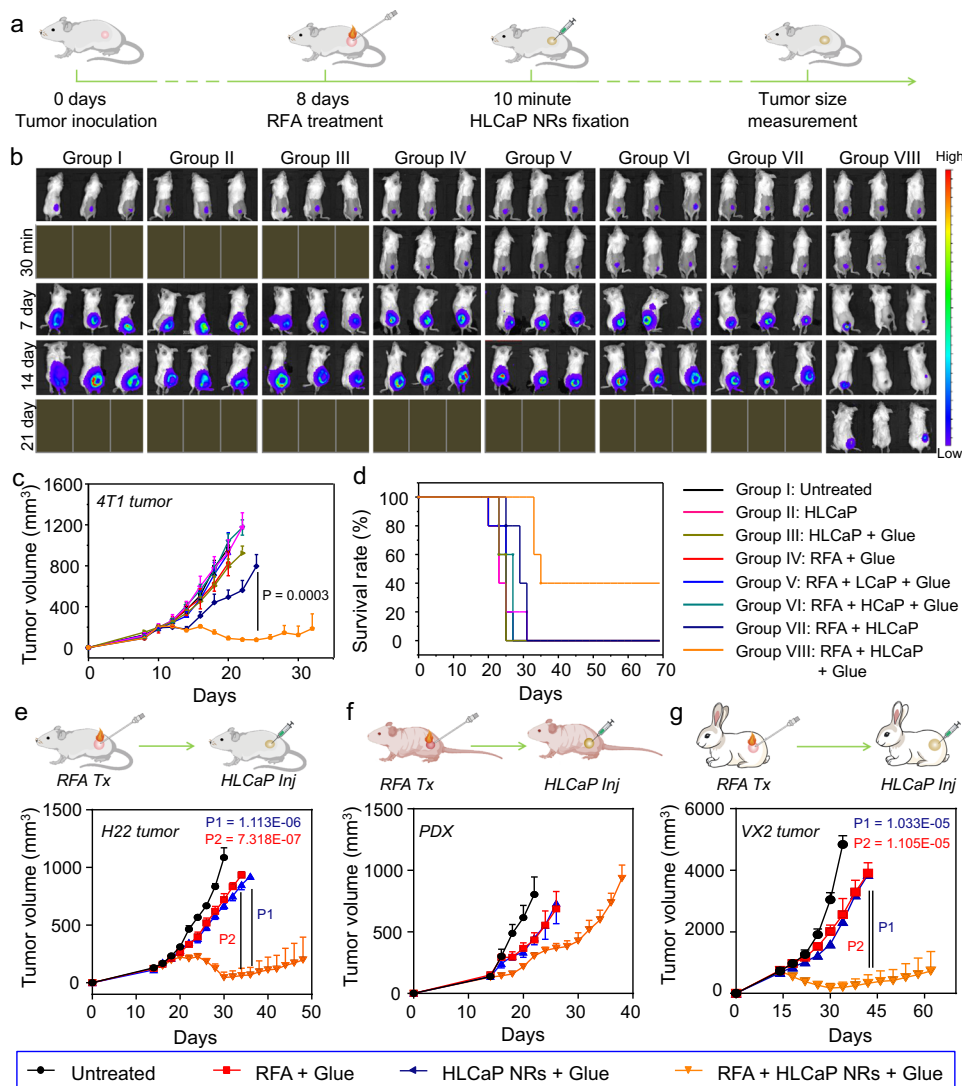 a
0 days
Tumor inoculation
8 days
RFA treatment
10 minute
HLCaP NRs fixation
Tumor size
measurement
b
Group I Group II Group III Group IV Group V Group VI Group VII Group VIII
High
30 min
7 day
14 day
21 day
Low
c
4T1 tumor
Tumor volume (mm³)
1600
1200
800
400
0
P = 0.0003
0 10 20 30
Days
d
Survival rate (%)
100
80
60
40
20
0
0 10 20 30 40 50 60 70
Days
Group I: Untreated
Group II: HLCaP
Group III: HLCaP + Glue
Group IV: RFA + Glue
Group V: RFA + LCaP + Glue
Group VI: RFA + HCaP + Glue
Group VII: RFA + HLCaP
Group VIII: RFA + HLCaP
+ Glue
e
RFA Tx
HLCaP Inj
Tumor volume (mm³)
1500
1000
500
0
H22 tumor
P1 = 1.113E-06
P2 = 7.318E-07
P2
P1
0 10 20 30 40 50
Days
f
RFA Tx
HLCaP Inj
Tumor volume (mm³)
1500
1000
500
0
PDX
0 10 20 30 40
Days
g
RFA Tx
HLCaP Inj
Tumor volume (mm³)
6000
4000
2000
0
VX2 tumor
P1 = 1.033E-05
P2 = 1.105E-05
P2
P1
0 15 30 45 60
Days
Untreated RFA + Glue HLCaP NRs + Glue RFA + HLCaP NRs + Glue